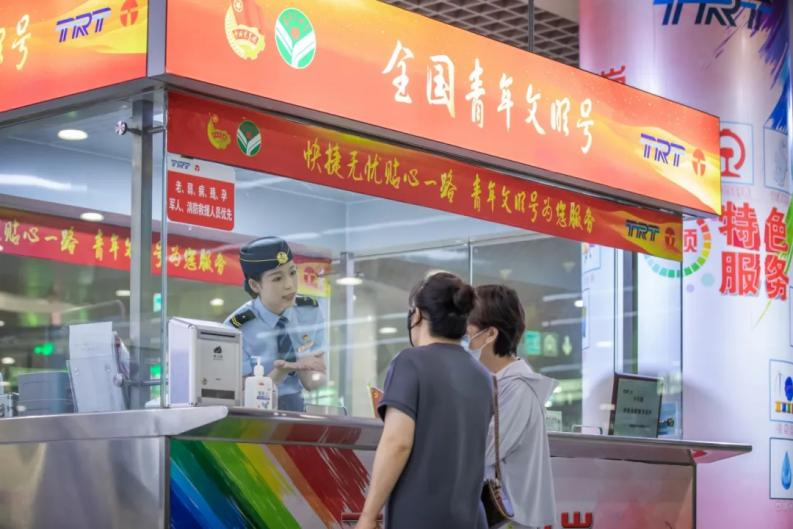 号 TRT
全国青年文明号 TRT
TRT
快捷无忧贴心一路 青年文明号为您服务 TRT
TRT
老、弱、病、残、孕
军人、消防救援人员优先
贴心一路 青年文明号为您服务
特色
服务